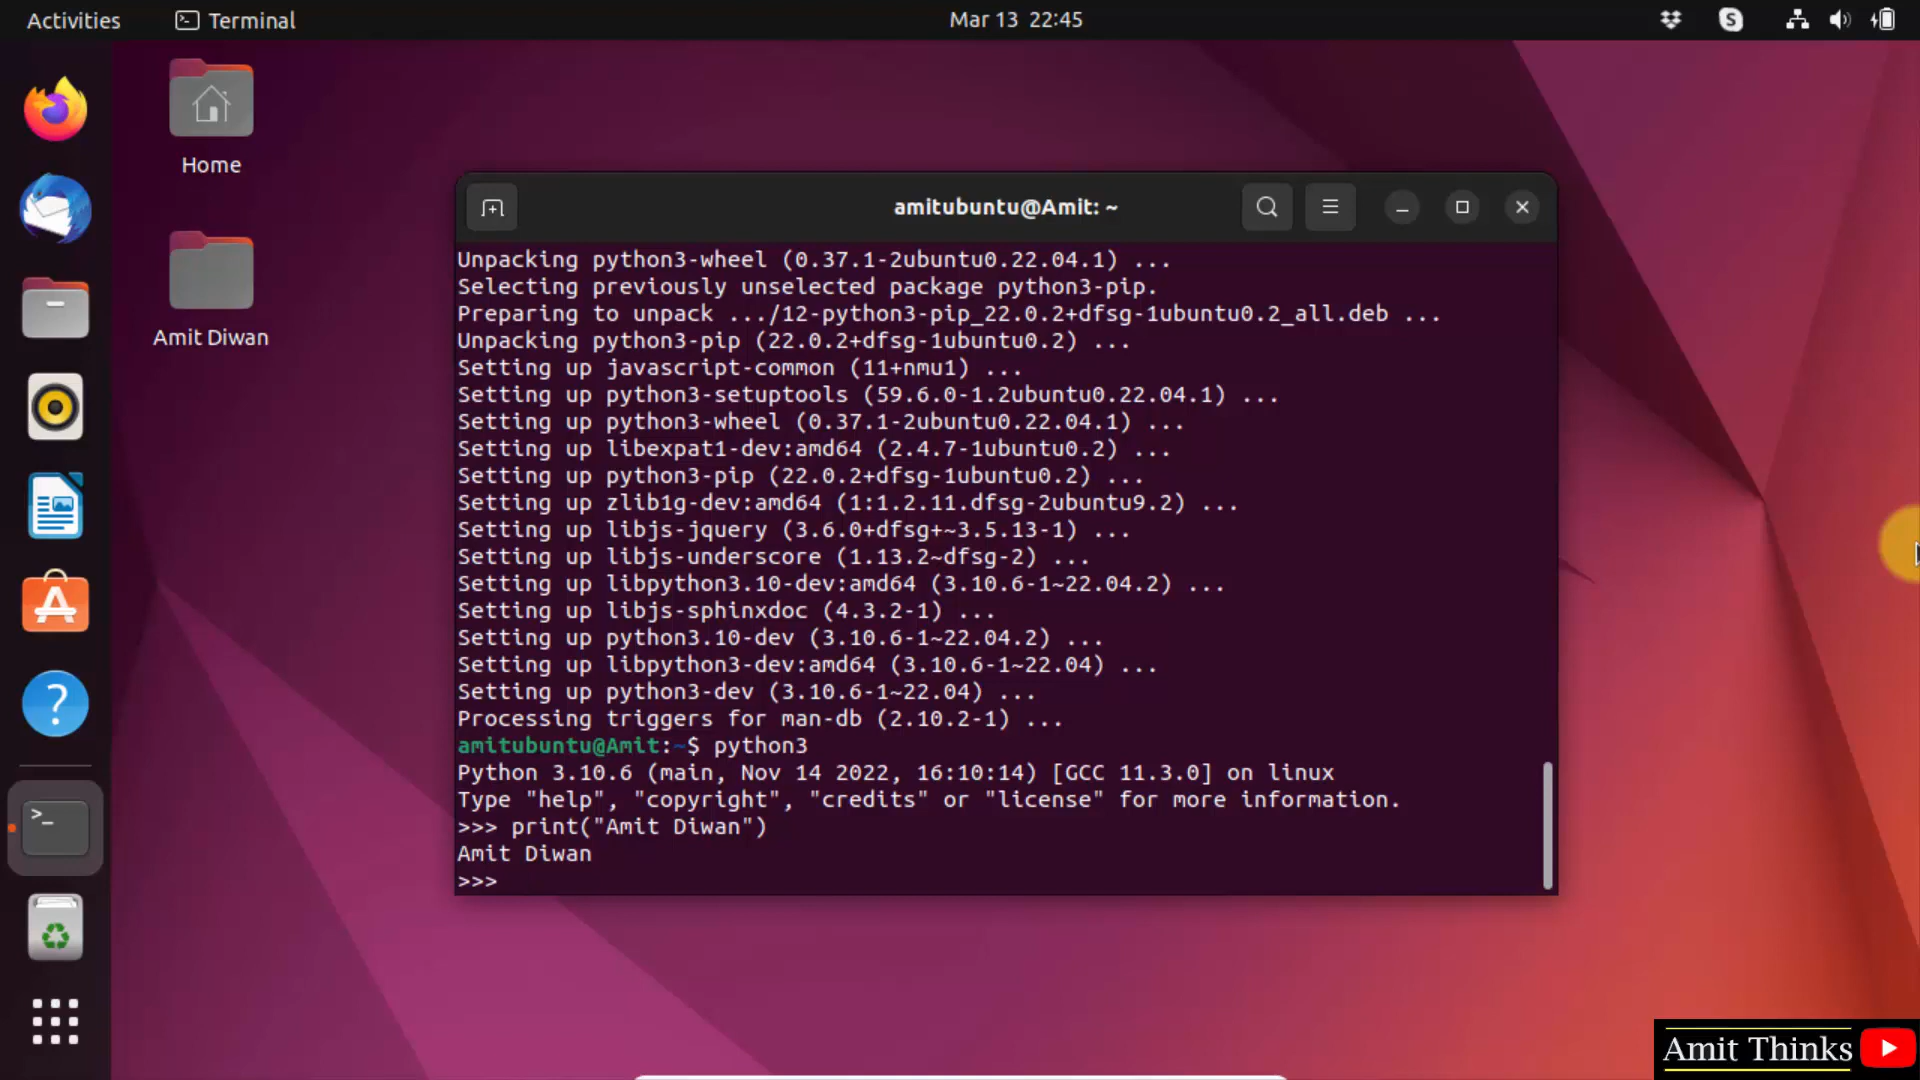 Activities
Terminal
Mar 13 22:45
Home
Amit Diwan
amitubuntu@Amit: ~
Unpacking python3-wheel (0.37.1-2ubuntu0.22.04.1) ...
Selecting previously unselected package python3-pip.
Preparing to unpack .../12-python3-pip_22.0.2+dfsg-1ubuntu0.2_all.deb ...
Unpacking python3-pip (22.0.2+dfsg-1ubuntu0.2) ...
Setting up javascript-common (11+nmu1) ...
Setting up python3-setuptools (59.6.0-1.2ubuntu0.22.04.1) ...
Setting up python3-wheel (0.37.1-2ubuntu0.22.04.1) ...
Setting up libexpat1-dev:amd64 (2.4.7-1ubuntu0.2) ...
Setting up python3-pip (22.0.2+dfsg-1ubuntu0.2) ...
Setting up zlib1g-dev:amd64 (1:1.2.11.dfsg-2ubuntu9.2) ...
Setting up libjs-jquery (3.6.0+dfsg+~3.5.13-1) ...
Setting up libjs-underscore (1.13.2~dfsg-2) ...
Setting up libpython3.10-dev:amd64 (3.10.6-1~22.04.2) ...
Setting up libjs-sphinxdoc (4.3.2-1) ...
Setting up python3.10-dev (3.10.6-1~22.04.2) ...
Setting up libpython3-dev:amd64 (3.10.6-1~22.04) ...
Setting up python3-dev (3.10.6-1~22.04) ...
Processing triggers for man-db (2.10.2-1) ...
amitubuntu@Amit:~$ python3
Python 3.10.6 (main, Nov 14 2022, 16:10:14) [GCC 11.3.0] on linux
Type "help", "copyright", "credits" or "license" for more information.
>>> print("Amit Diwan")
Amit Diwan
>>>
Amit Thinks